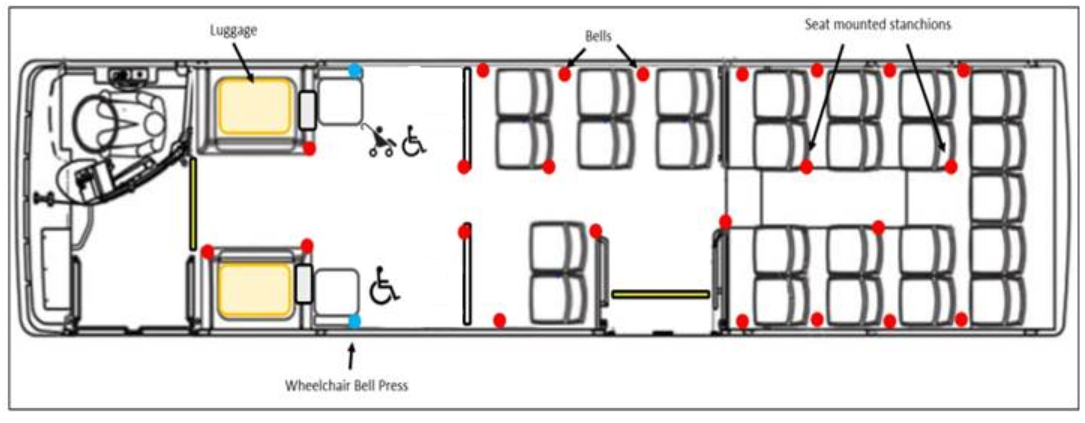 Luggage
Bells
Seat mounted stanchions
Wheelchair Bell Press